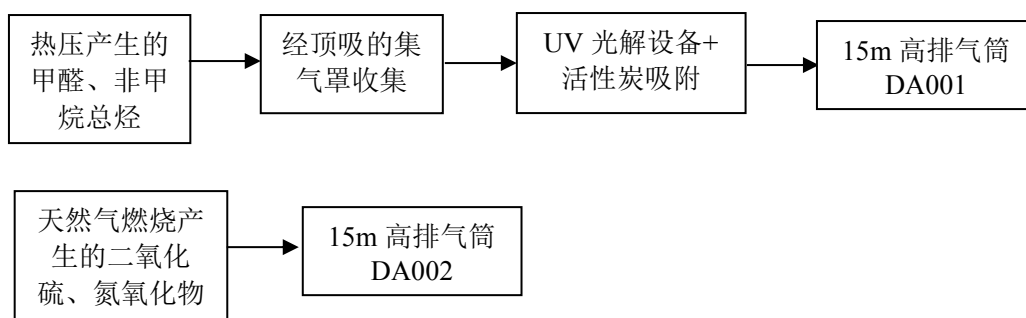 热压产生的
甲醛、非甲
烷总烃
经顶吸的集
气罩收集
UV 光解设备+
活性炭吸附
15m 高排气筒
DA001
天然气燃烧产
生的二氧化
硫、氮氧化物
15m 高排气筒
DA002